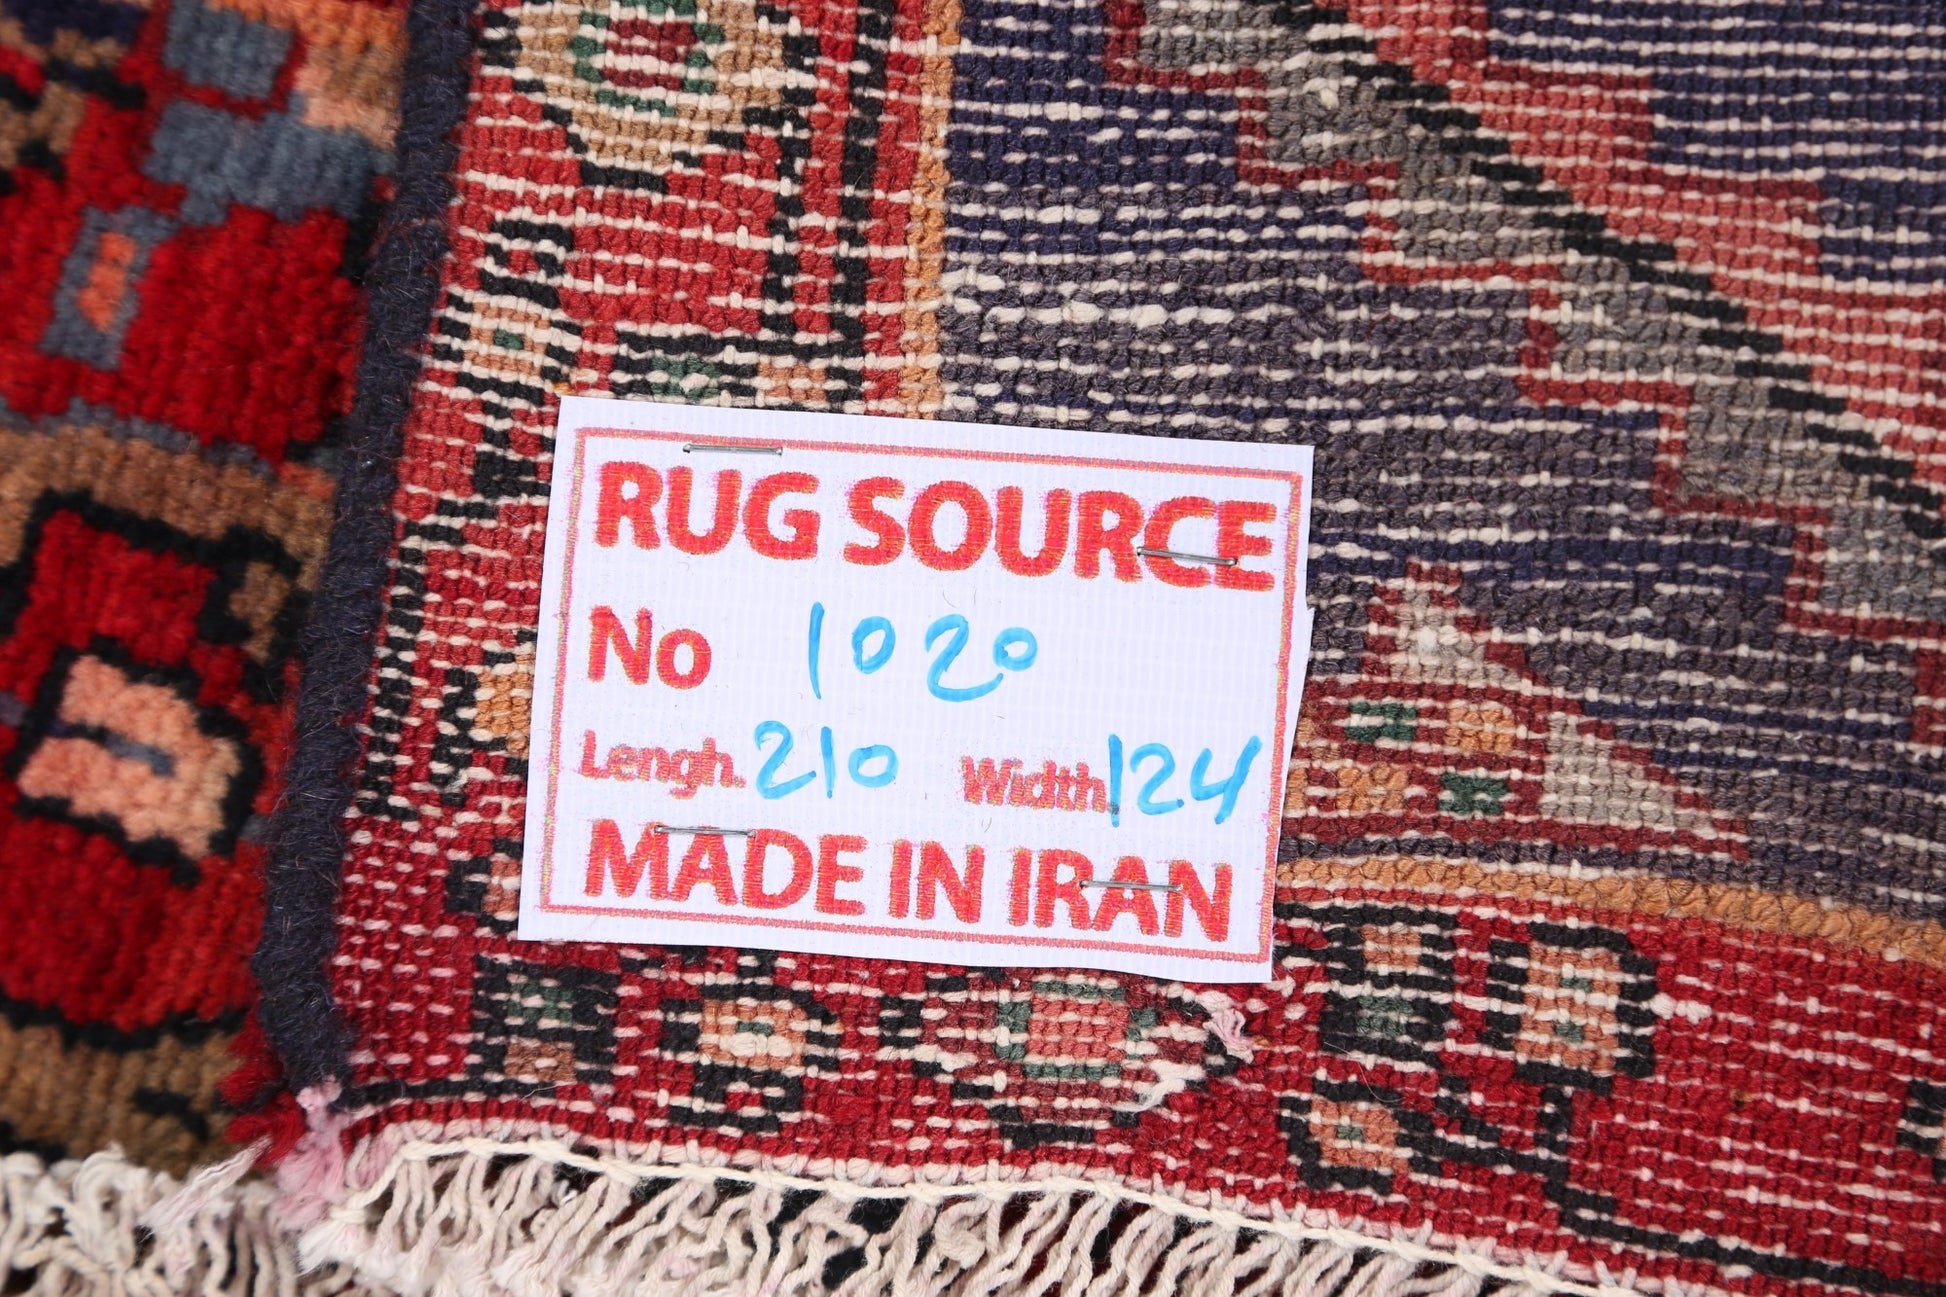 RUG SOURCE
No 1020
Lengh. 210 Width. 124
MADE IN IRAN